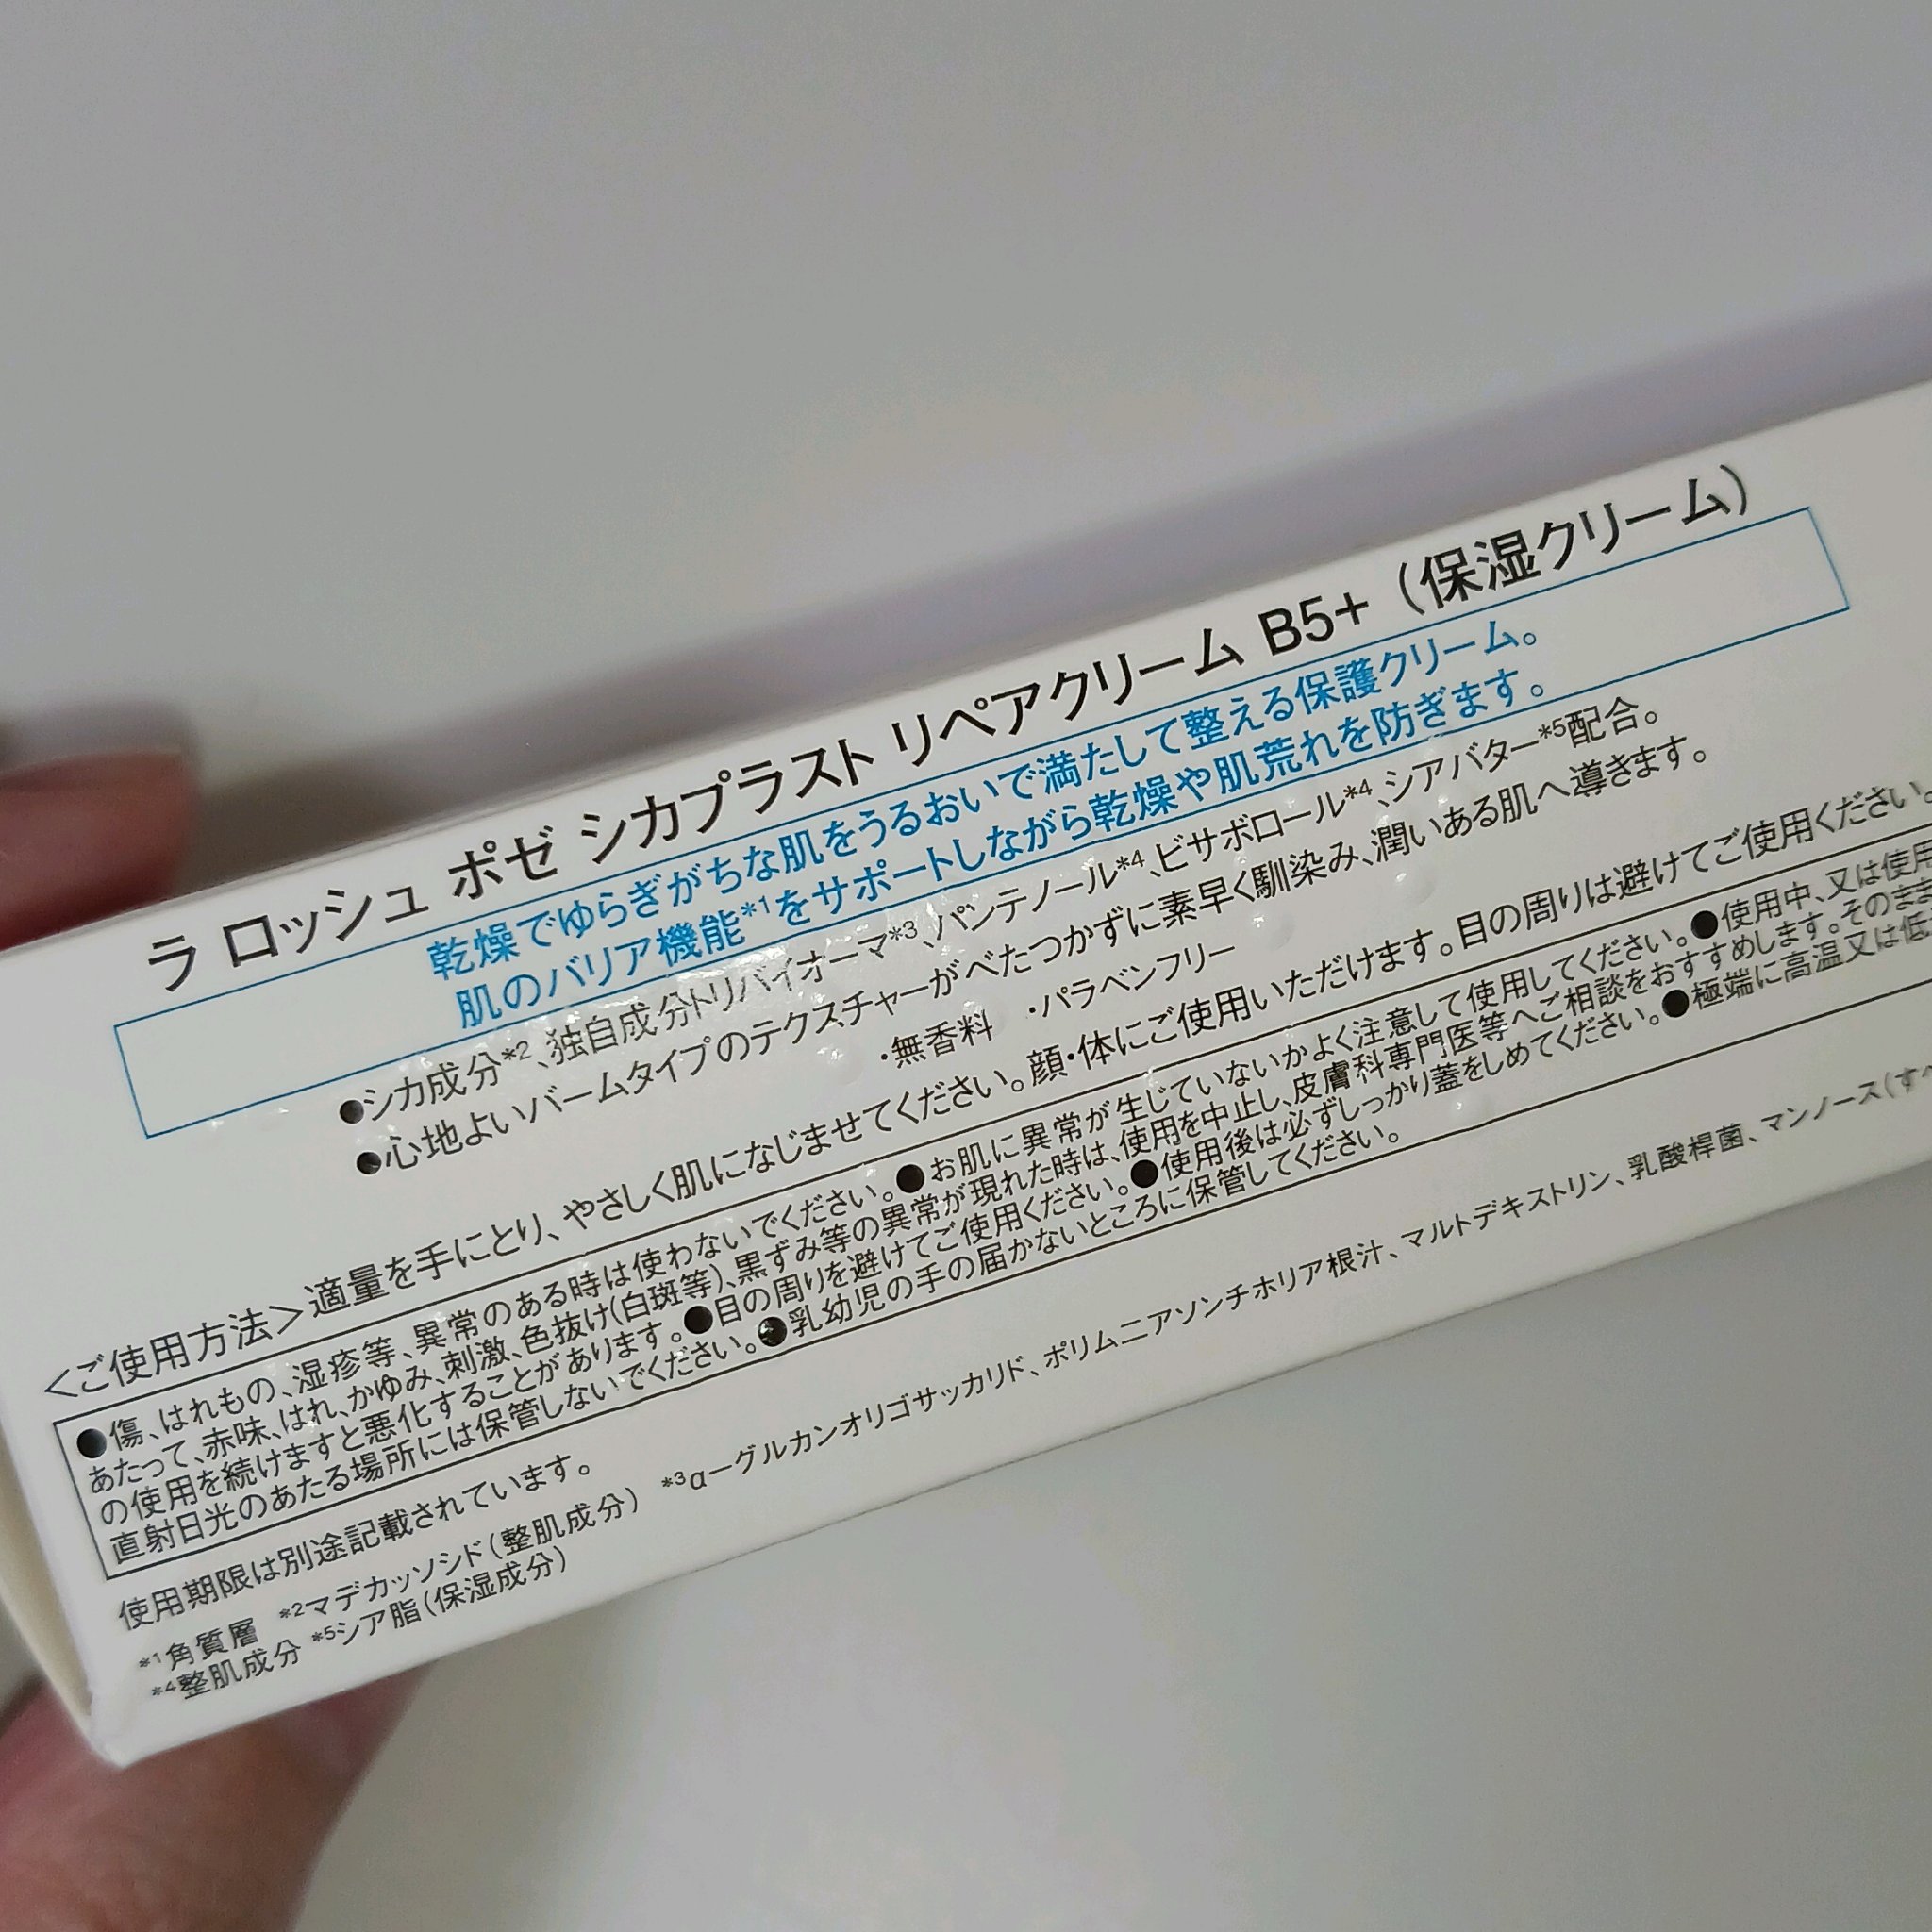 ラ ロッシュ ポゼ シカプラスト リペアクリーム B5+（保湿クリーム）
乾燥でゆらぎがちな肌をうるおいで満たして整える保護クリーム。
肌のバリア機能*1をサポートしながら乾燥や肌荒れを防ぎます。
●シカ成分*2、独自成分トリバイオーマ*3、パンテノール*4、ビサボロール*4、シアバター*5配合。
●心地よいバームタイプのテクスチャーがべたつかずに素早く馴染み、潤いある肌へ導きます。
・無香料　・パラベンフリー
＜ご使用方法＞適量を手にとり、やさしく肌になじませてください。顔・体にご使用いただけます。目の周りは避けてご使用ください。
●傷、はれもの、湿疹等、異常のある時は使わないでください。●お肌に異常が生じていないかよく注意して使用してください。●使用中、又は使用
あたって、赤味、はれ、かゆみ、刺激、色抜け(白斑等)、黒ずみ等の異常が現れた時は、使用を中止し、皮膚科専門医等へご相談をおすすめします。そのまま
の使用を続けますと悪化することがあります。●目の周りを避けてご使用ください。●使用後は必ずしっかり蓋をしめてください。●極端に高温又は低
直射日光のあたる場所には保管しないでください。●乳幼児の手の届かないところに保管してください。
使用期限は別途記載されています。
*1角質層　*2マデカッソシド（整肌成分）　*3α－グルカンオリゴサッカリド、ポリムニアソンチホリア根汁、マルトデキストリン、乳酸桿菌、マンノース（すべ
*4整肌成分　*5シア脂（保湿成分）